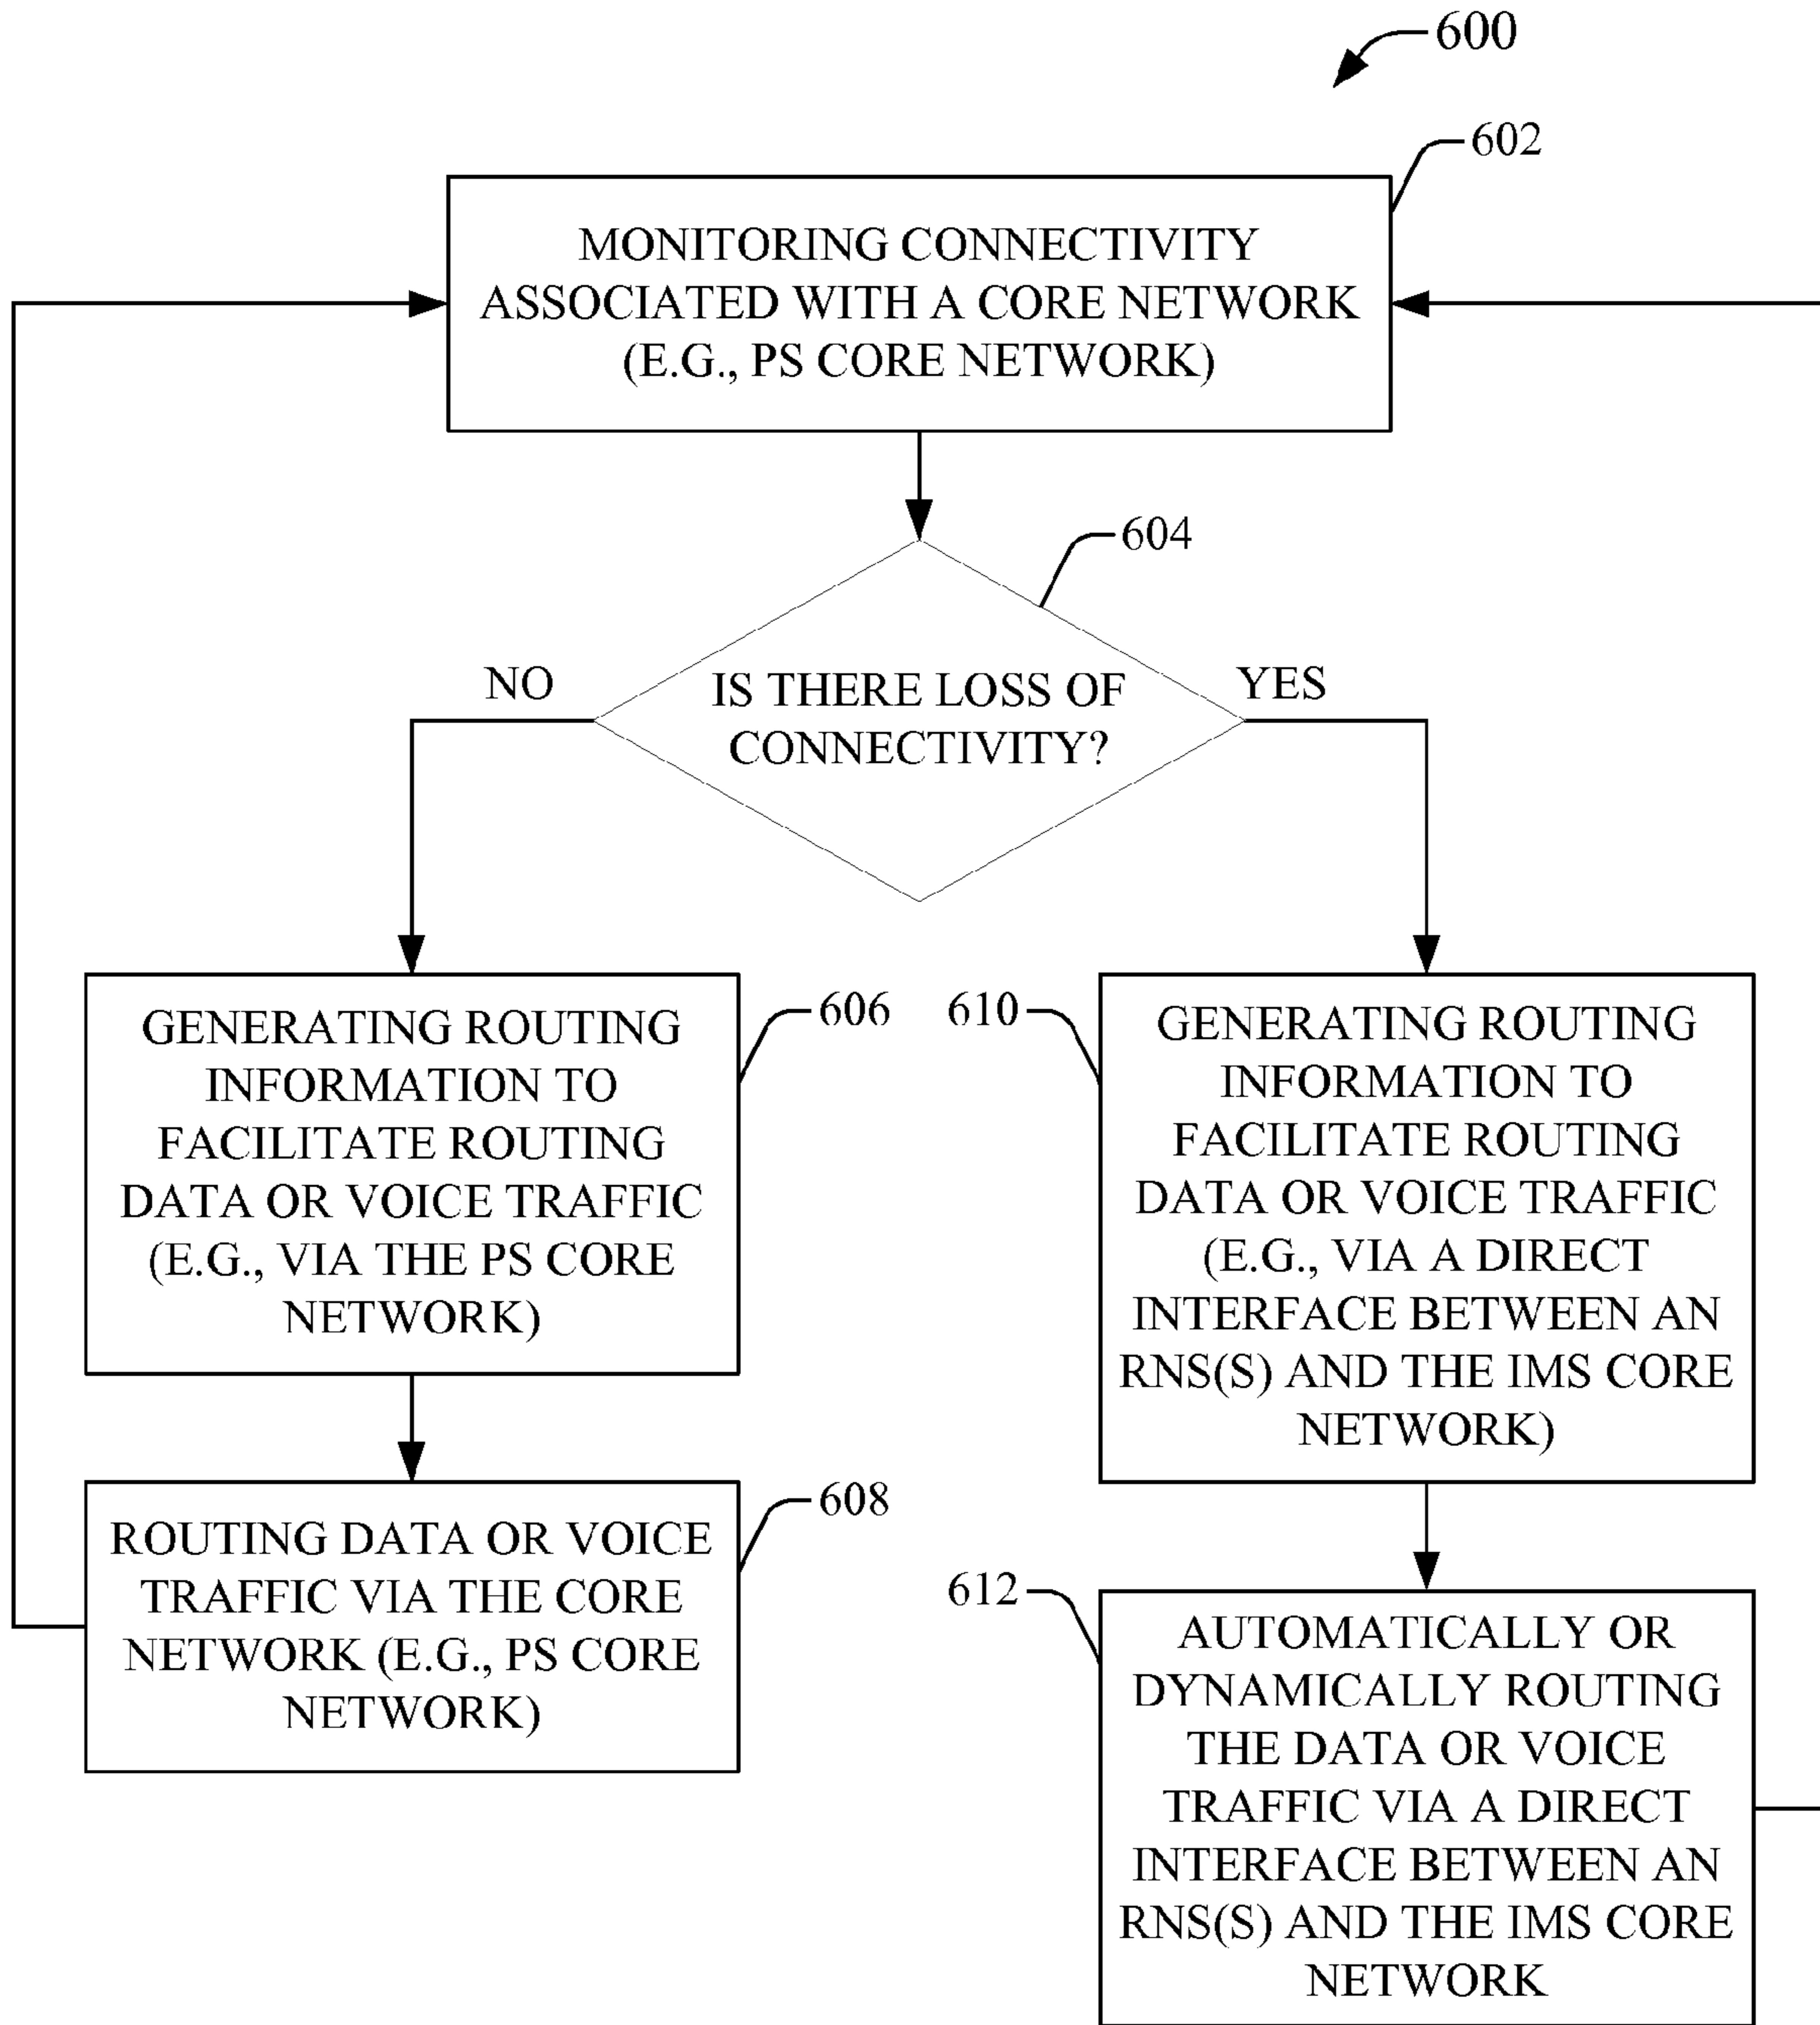 600
602
MONITORING CONNECTIVITY
ASSOCIATED WITH A CORE NETWORK
(E.G., PS CORE NETWORK)
604
NO
IS THERE LOSS OF
CONNECTIVITY?
YES
606
GENERATING ROUTING
INFORMATION TO
FACILITATE ROUTING
DATA OR VOICE TRAFFIC
(E.G., VIA THE PS CORE
NETWORK)
610
GENERATING ROUTING
INFORMATION TO
FACILITATE ROUTING
DATA OR VOICE TRAFFIC
(E.G., VIA A DIRECT
INTERFACE BETWEEN AN
RNS(S) AND THE IMS CORE
NETWORK)
608
ROUTING DATA OR VOICE
TRAFFIC VIA THE CORE
NETWORK (E.G., PS CORE
NETWORK)
612
AUTOMATICALLY OR
DYNAMICALLY ROUTING
THE DATA OR VOICE
TRAFFIC VIA A DIRECT
INTERFACE BETWEEN AN
RNS(S) AND THE IMS CORE
NETWORK